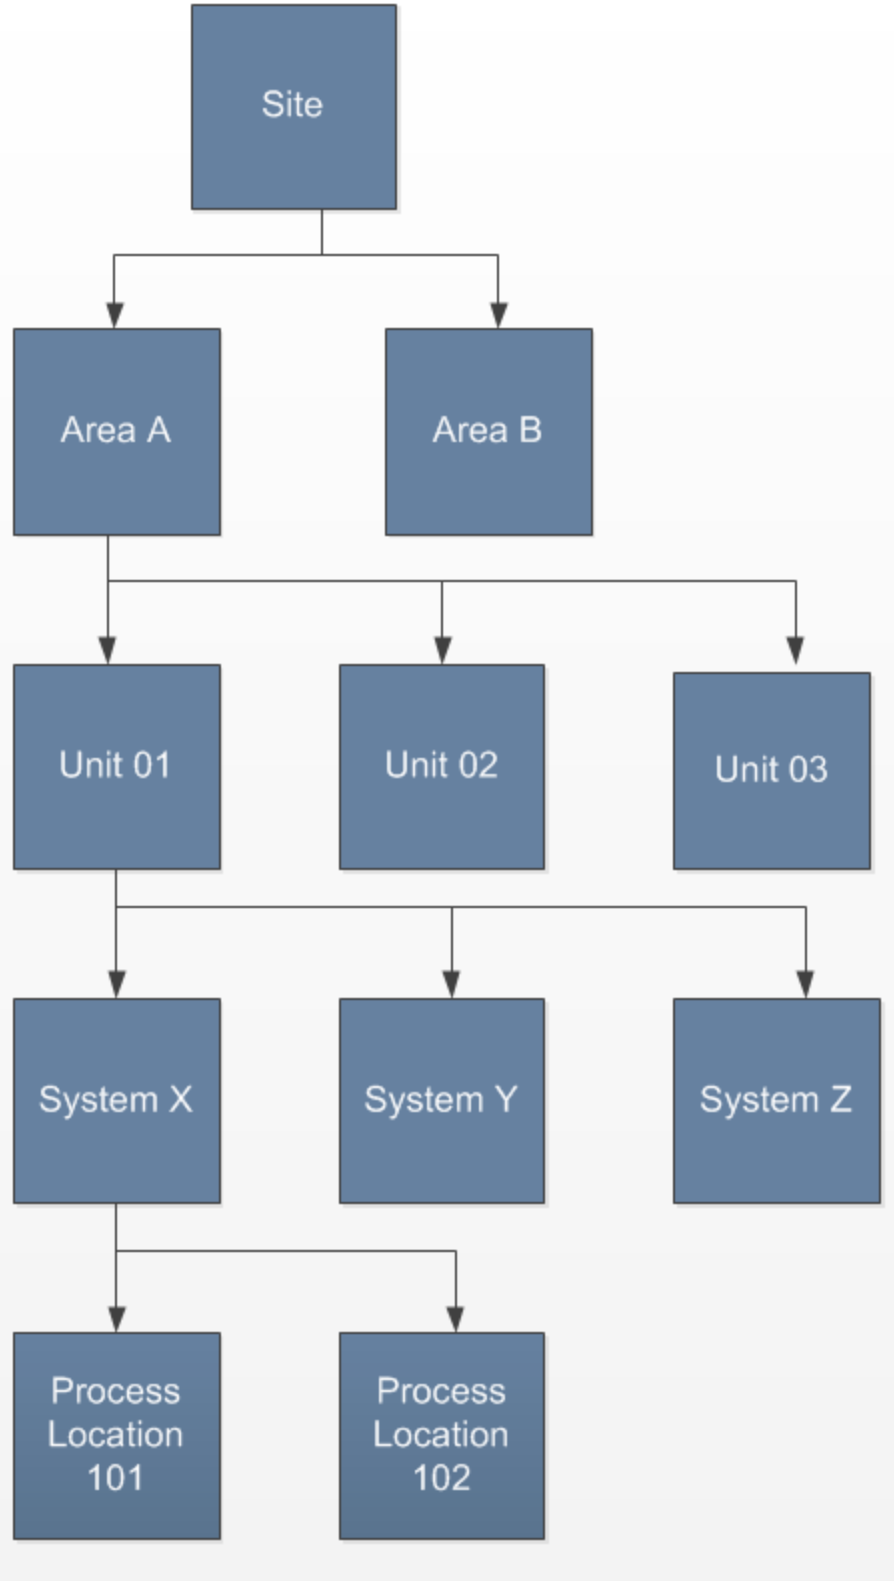 Site
Area A
Area B
Unit 01
Unit 02
Unit 03
System X
System Y
System Z
Process
Location
101
Process
Location
102